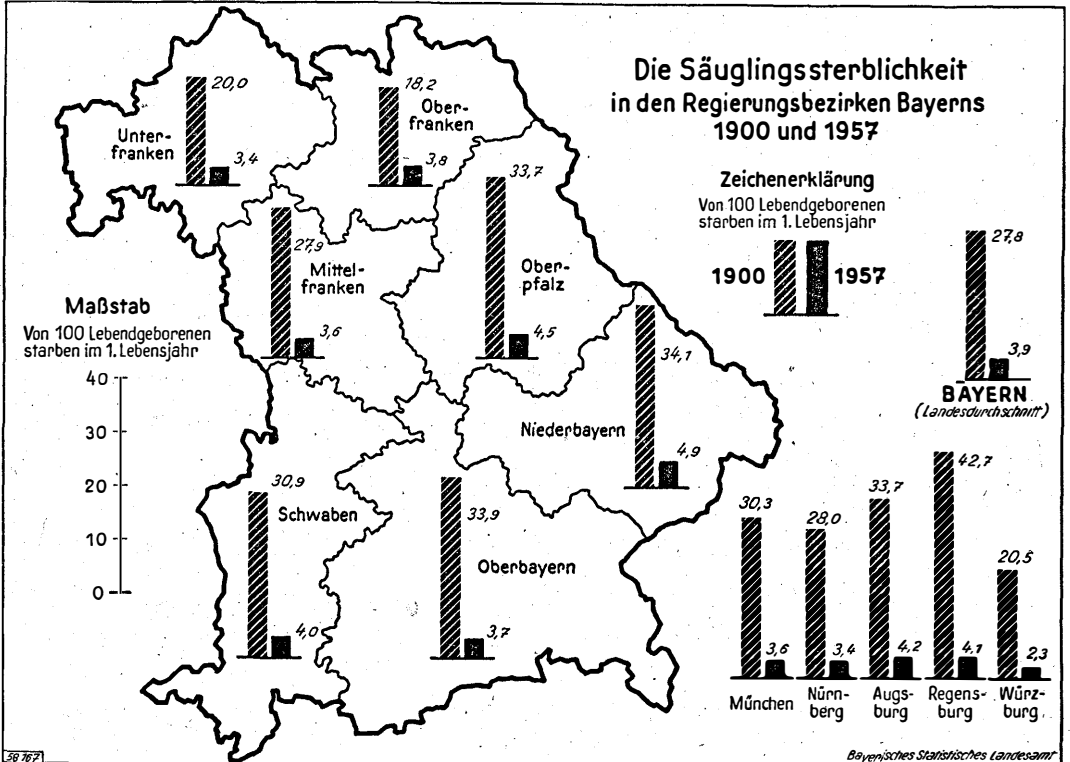 Die Säuglingssterblichkeit
in den Regierungsbezirken Bayerns
1900 und 1957
Zeichenerklärung
Von 100 Lebendgeborenen
starben im 1. Lebensjahr
1900
1957
20,0
Unter-
franken
3,4
18,2
Ober-
franken
3,8
33,7
Ober-
pfalz
4,5
27,9
Mittel-
franken
3,6
Maßstab
Von 100 Lebendgeborenen
starben im 1. Lebensjahr
40
30
20
10
0
34,1
Niederbayern
4,9
30,9
Schwaben
4,0
33,9
Oberbayern
3,7
27,8
3,9
BAYERN
(Landesdurchschnitt)
30,3
3,6
München
28,0
3,4
Nürn-
berg
33,7
4,2
Augs-
burg
42,7
4,1
Regens-
burg
20,5
2,3
Würz-
burg
58 167
Bayerisches Statistisches Landesamt